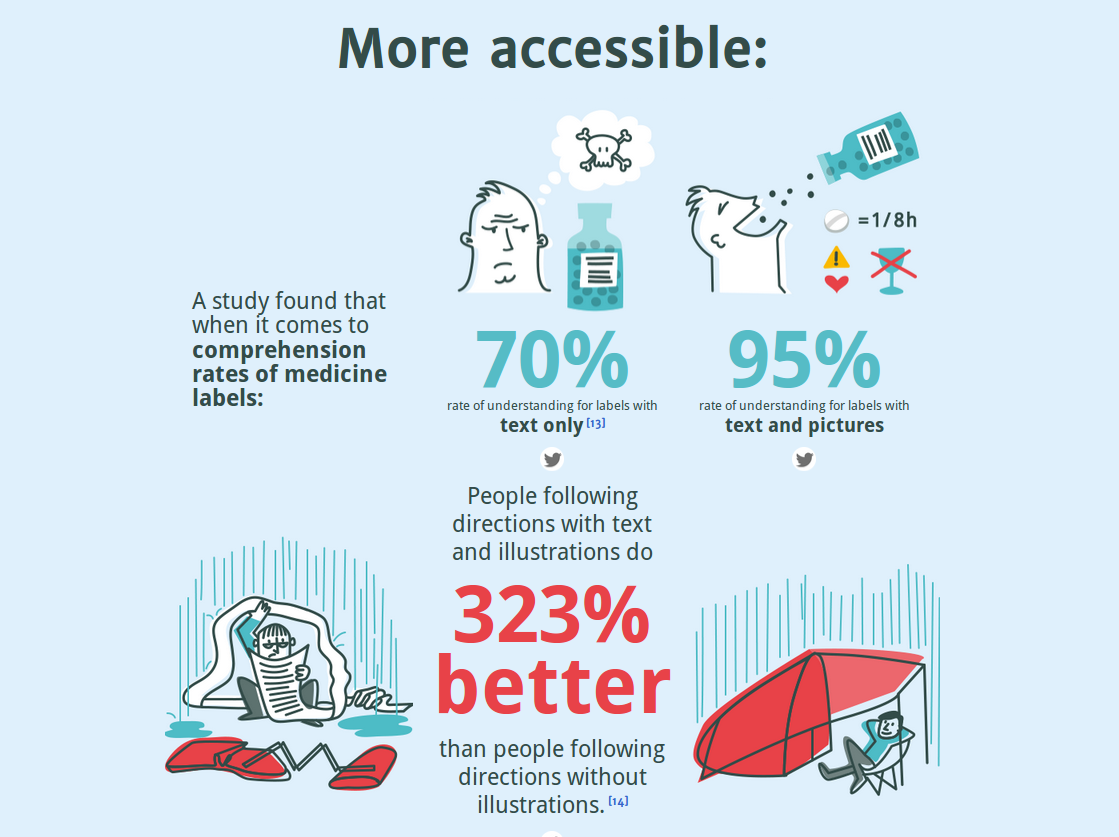 More accessible:
=1/8h
A study found that
when it comes to
comprehension
rates of medicine
labels:
70%
rate of understanding for labels with
text only [13]
95%
rate of understanding for labels with
text and pictures
People following
directions with text
and illustrations do
323%
better
than people following
directions without
illustrations. [14]